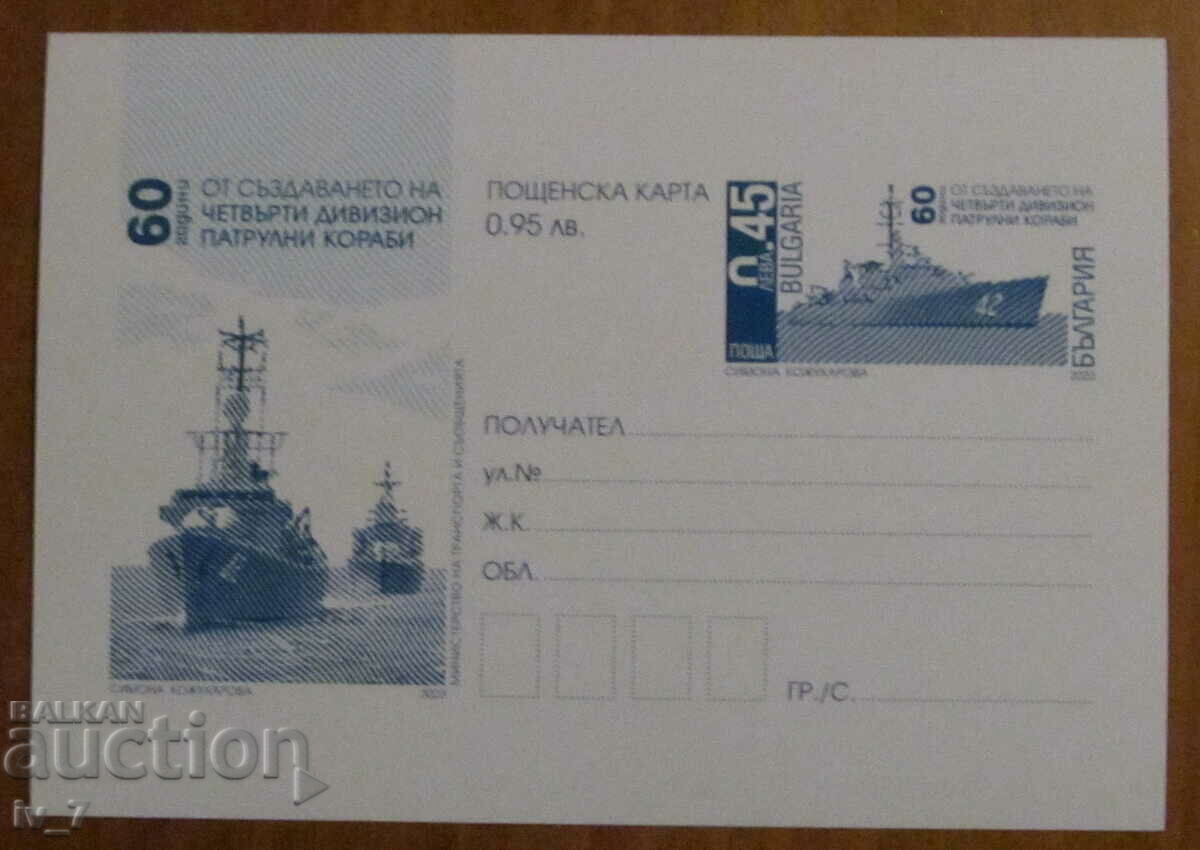 60 години
ОТ СЪЗДАВАНЕТО НА
ЧЕТВЪРТИ ДИВИЗИОН
ПАТРУЛНИ КОРАБИ
ПОЩЕНСКА КАРТА
0.95 лв.
0.45
ЛЕВА
ПОЩА
BULGARIA
60 години
ОТ СЪЗДАВАНЕТО НА
ЧЕТВЪРТИ ДИВИЗИОН
ПАТРУЛНИ КОРАБИ
42
БЪЛГАРИЯ
СИМОНА КОЖУХАРОВА
ПОЛУЧАТЕЛ
ул.№
Ж.К.
ОБЛ.
ГР./С.
МИНИСТЕРСТВО НА ТРАНСПОРТА И СЪОБЩЕНИЯТА
СИМОНА КОЖУХАРОВА
BALKAN
auction
iv_7